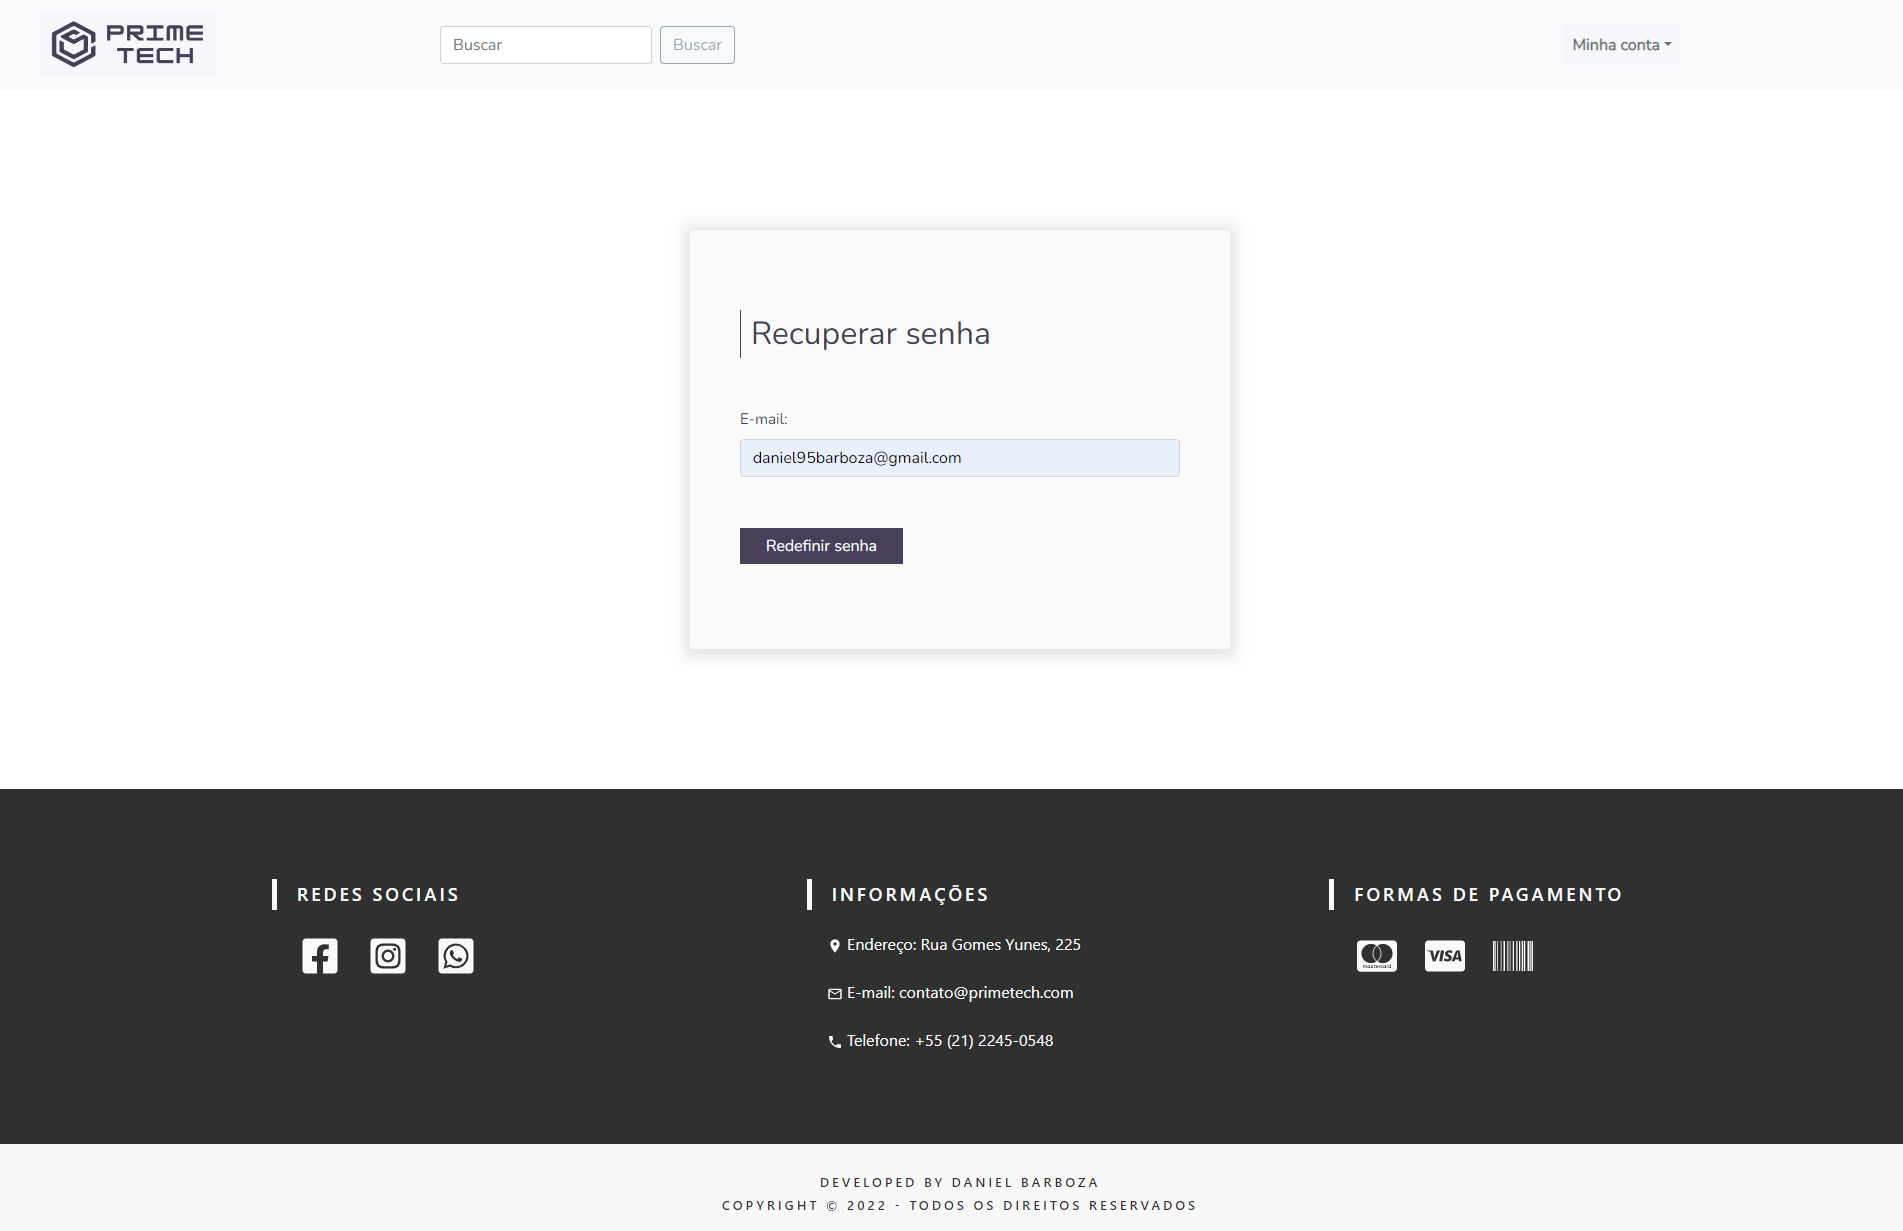 PRIME
TECH
Buscar
Buscar
Minha conta
Recuperar senha
E-mail:
daniel95barboza@gmail.com
Redefinir senha
REDES SOCIAIS
INFORMAÇÕES
Endereço: Rua Gomes Yunes, 225
E-mail: contato@primetech.com
Telefone: +55 (21) 2245-0548
FORMAS DE PAGAMENTO
mastercard
VISA
DEVELOPED BY DANIEL BARBOZA
COPYRIGHT © 2022 - TODOS OS DIREITOS RESERVADOS